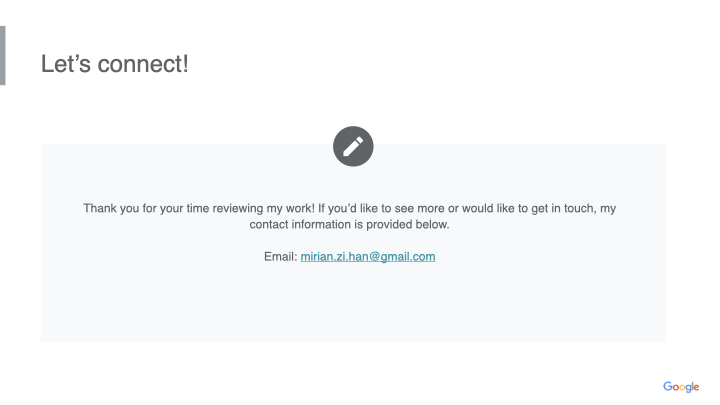 Let’s connect!
Thank you for your time reviewing my work! If you’d like to see more or would like to get in touch, my
contact information is provided below.
Email: mirian.zi.han@gmail.com
Google